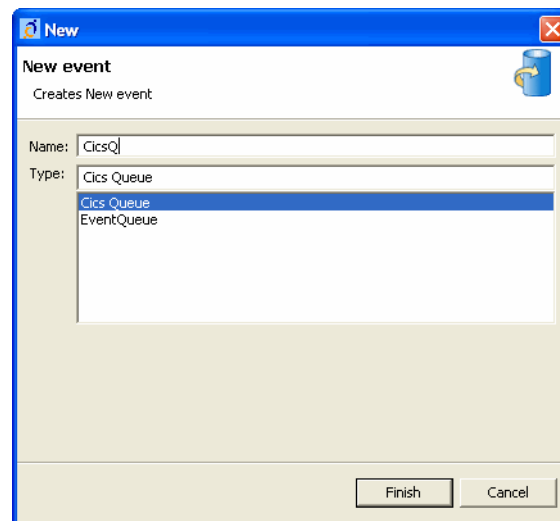 New
New event
Creates New event
Name: CicsQ
Type: Cics Queue
Cics Queue
EventQueue
Finish Cancel